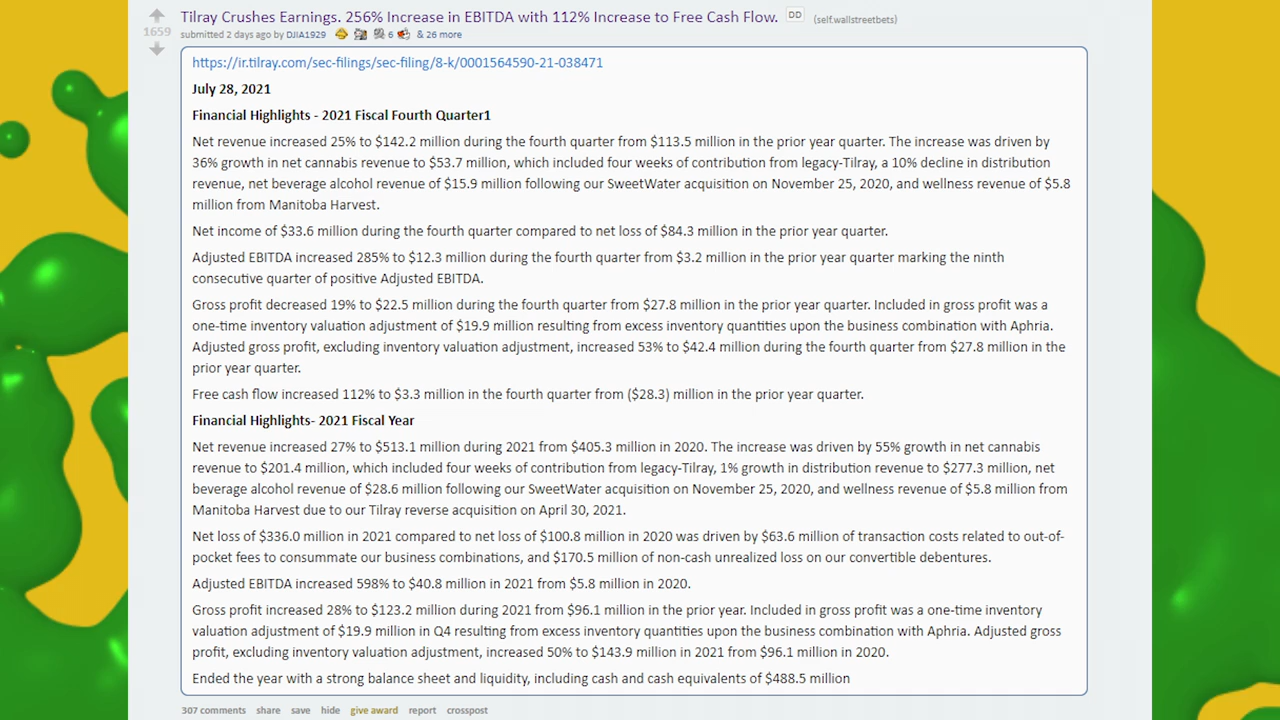 Tilray Crushes Earnings. 256% Increase in EBITDA with 112% Increase to Free Cash Flow. DD (self.wallstreetbets)
1659
submitted 2 days ago by DJIA1929 6 & 26 more
https://ir.tilray.com/sec-filings/sec-filing/8-k/0001564590-21-038471
July 28, 2021
Financial Highlights - 2021 Fiscal Fourth Quarter1
Net revenue increased 25% to $142.2 million during the fourth quarter from $113.5 million in the prior year quarter. The increase was driven by
36% growth in net cannabis revenue to $53.7 million, which included four weeks of contribution from legacy-Tilray, a 10% decline in distribution
revenue, net beverage alcohol revenue of $15.9 million following our SweetWater acquisition on November 25, 2020, and wellness revenue of $5.8
million from Manitoba Harvest.
Net income of $33.6 million during the fourth quarter compared to net loss of $84.3 million in the prior year quarter.
Adjusted EBITDA increased 285% to $12.3 million during the fourth quarter from $3.2 million in the prior year quarter marking the ninth
consecutive quarter of positive Adjusted EBITDA.
Gross profit decreased 19% to $22.5 million during the fourth quarter from $27.8 million in the prior year quarter. Included in gross profit was a
one-time inventory valuation adjustment of $19.9 million resulting from excess inventory quantities upon the business combination with Aphria.
Adjusted gross profit, excluding inventory valuation adjustment, increased 53% to $42.4 million during the fourth quarter from $27.8 million in the
prior year quarter.
Free cash flow increased 112% to $3.3 million in the fourth quarter from ($28.3) million in the prior year quarter.
Financial Highlights- 2021 Fiscal Year
Net revenue increased 27% to $513.1 million during 2021 from $405.3 million in 2020. The increase was driven by 55% growth in net cannabis
revenue to $201.4 million, which included four weeks of contribution from legacy-Tilray, 1% growth in distribution revenue to $277.3 million, net
beverage alcohol revenue of $28.6 million following our SweetWater acquisition on November 25, 2020, and wellness revenue of $5.8 million from
Manitoba Harvest due to our Tilray reverse acquisition on April 30, 2021.
Net loss of $336.0 million in 2021 compared to net loss of $100.8 million in 2020 was driven by $63.6 million of transaction costs related to out-of-
pocket fees to consummate our business combinations, and $170.5 million of non-cash unrealized loss on our convertible debentures.
Adjusted EBITDA increased 598% to $40.8 million in 2021 from $5.8 million in 2020.
Gross profit increased 28% to $123.2 million during 2021 from $96.1 million in the prior year. Included in gross profit was a one-time inventory
valuation adjustment of $19.9 million in Q4 resulting from excess inventory quantities upon the business combination with Aphria. Adjusted gross
profit, excluding inventory valuation adjustment, increased 50% to $143.9 million in 2021 from $96.1 million in 2020.
Ended the year with a strong balance sheet and liquidity, including cash and cash equivalents of $488.5 million
307 comments share save hide give award report crosspost